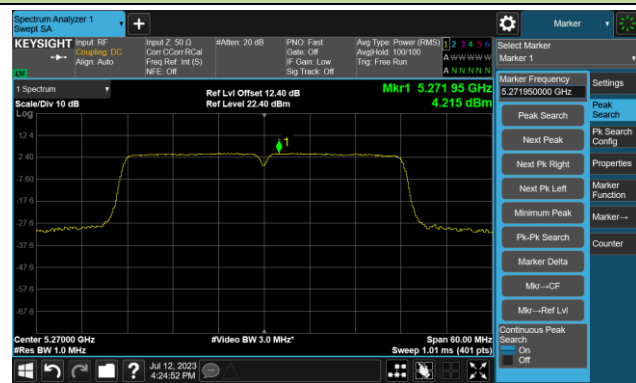 Spectrum Analyzer 1
Swept SA
Marker
KEYSIGHT
Input: RF
Coupling: DC
Align: Auto
Input Z: 50 Ω
Corr CCorr RCal
Freq Ref: Int (S)
NFE: Off
#Atten: 20 dB
PNO: Fast
Gate: Off
IF Gain: Low
Sig Track: Off
Avg Type: Power (RMS)
Avg|Hold: 100/100
Trig: Free Run
1 2 3 4 5 6
A W W W W W
A N N N N N
Select Marker
Marker 1
LVI
1 Spectrum
Scale/Div 10 dB
Log
Ref Lvl Offset 12.40 dB
Ref Level 22.40 dBm
Mkr1 5.271 95 GHz
4.215 dBm
12.4
2.40
-7.60
-17.6
-27.6
-37.6
-47.6
-57.6
-67.6
1
Center 5.27000 GHz
#Res BW 1.0 MHz
#Video BW 3.0 MHz*
Span 60.00 MHz
Sweep 1.01 ms (401 pts)
Marker Frequency
5.271950000 GHz
Peak Search
Next Peak
Next Pk Right
Next Pk Left
Minimum Peak
Pk-Pk Search
Marker Delta
Mkr→CF
Mkr→Ref Lvl
Continuous Peak
Search
On
Off
Settings
Peak
Search
Pk Search
Config
Properties
Marker
Function
Marker→
Counter
Jul 12, 2023
4:24:52 PM